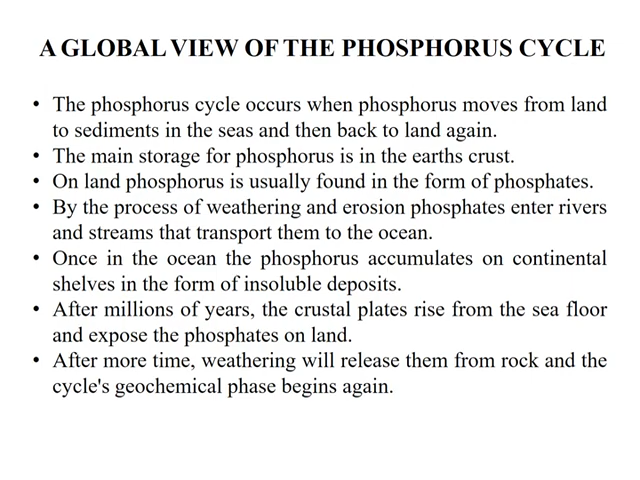 A GLOBAL VIEW OF THE PHOSPHORUS CYCLE
• The phosphorus cycle occurs when phosphorus moves from land
to sediments in the seas and then back to land again.
• The main storage for phosphorus is in the earths crust.
• On land phosphorus is usually found in the form of phosphates.
• By the process of weathering and erosion phosphates enter rivers
and streams that transport them to the ocean.
• Once in the ocean the phosphorus accumulates on continental
shelves in the form of insoluble deposits.
• After millions of years, the crustal plates rise from the sea floor
and expose the phosphates on land.
• After more time, weathering will release them from rock and the
cycle's geochemical phase begins again.